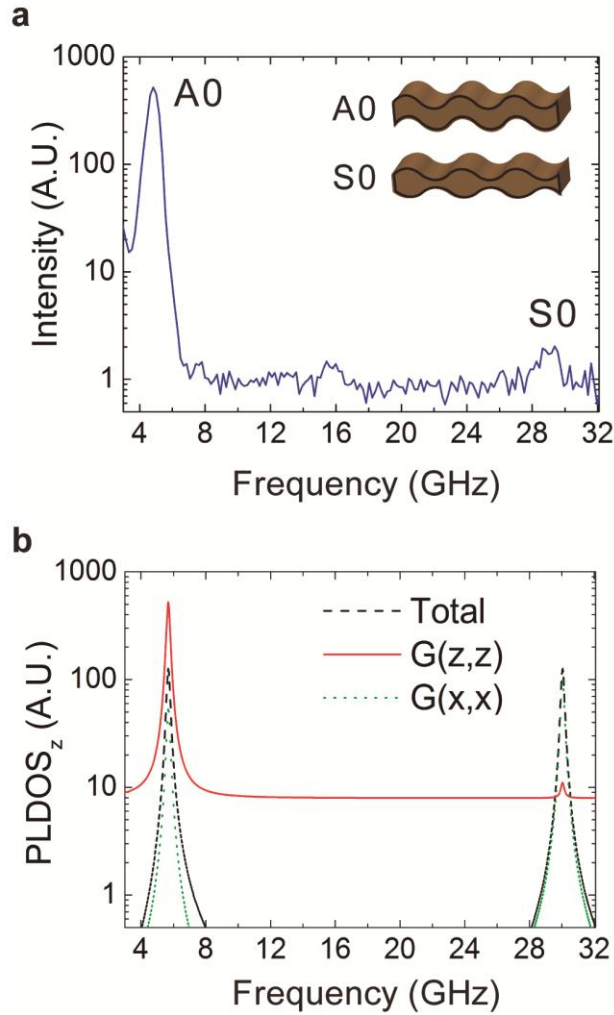 a
1000
100
10
1
Intensity (A.U.)
A0
A0
S0
S0
4 8 12 16 20 24 28 32
Frequency (GHz)
b
1000
100
10
1
PLDOSz (A.U.)
Total
G(z,z)
G(x,x)
4 8 12 16 20 24 28 32
Frequency (GHz)